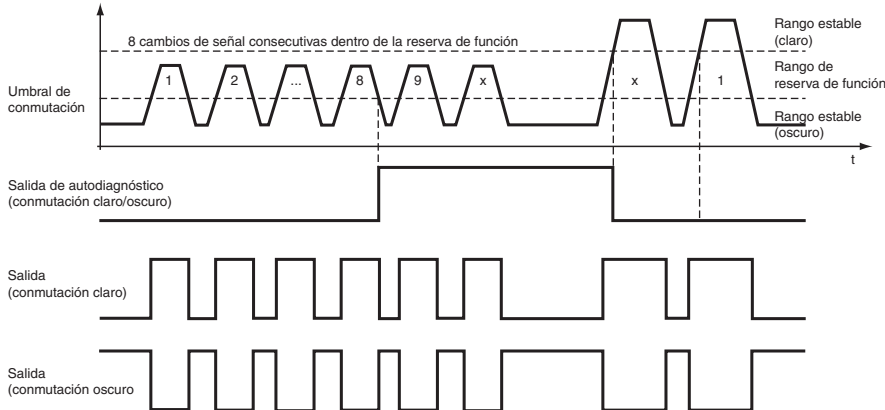 8 cambios de señal consecutivas dentro de la reserva de función
Rango estable
(claro)
Umbral de
conmutación
1
2
...
8
9
x
x
1
Rango de
reserva de función
Rango estable
(oscuro)
t
Salida de autodiagnóstico
(conmutación claro/oscuro)
Salida
(conmutación claro)
Salida
(conmutación oscuro